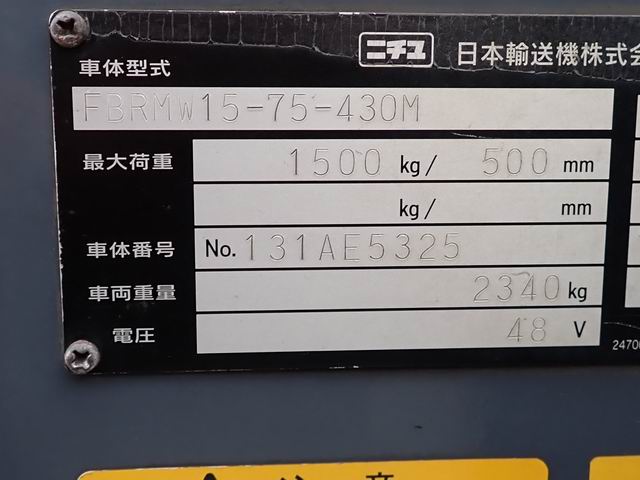 ニチユ 日本輸送機株式会
車体型式
FBRMW15-75-430M
最大荷重 1500 kg/ 500 mm
kg/ mm
車体番号 No. 131AE5325
車両重量 2340 kg
電圧 48 V
2470